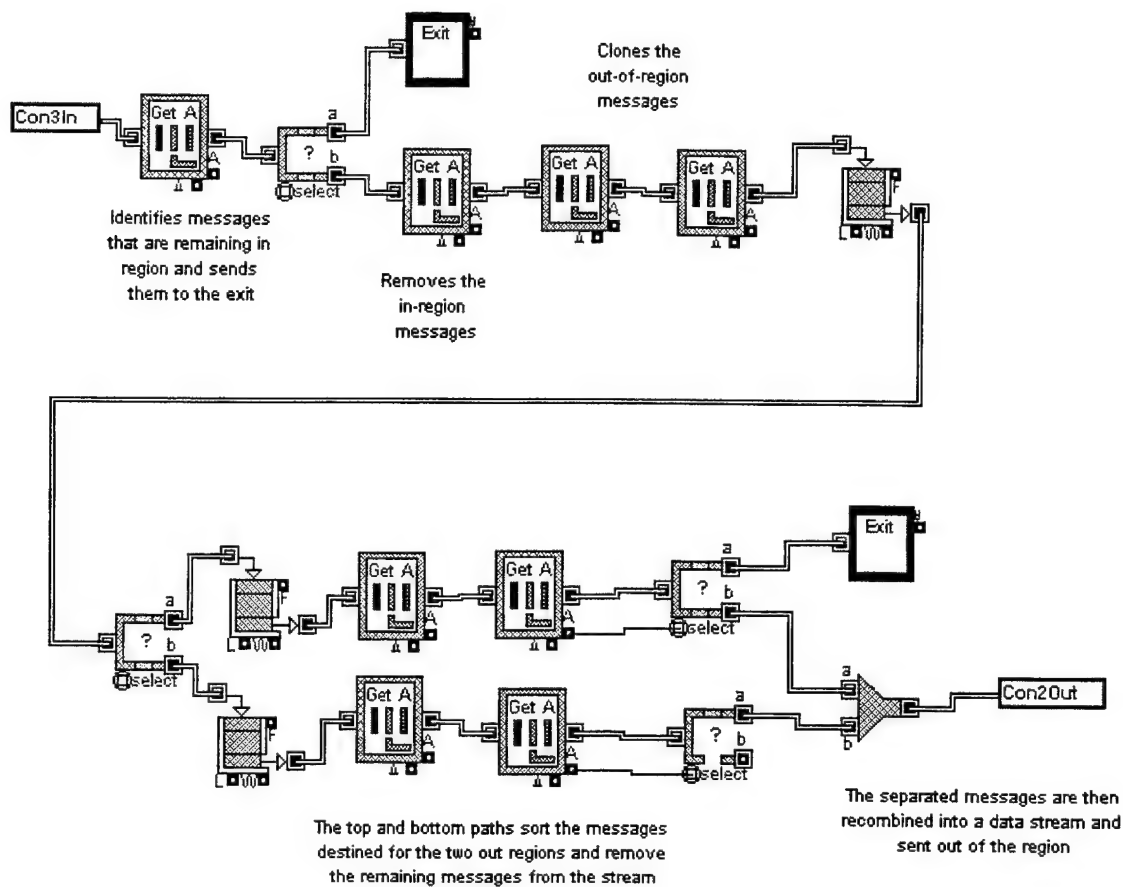 Exit
Clones the
out-of-region
messages
Con3In
Get A
A
a
?
b
select
Get A
A
Get A
A
Get A
A
F
L W
Identifies messages
that are remaining in
region and sends
them to the exit
Removes the
in-region
messages
Exit
a
?
b
select
F
L W
Get A
A
Get A
A
a
?
b
select
F
L W
Get A
A
Get A
A
a
?
b
select
a
b
Con2Out
The top and bottom paths sort the messages
destined for the two out regions and remove
the remaining messages from the stream
The separated messages are then
recombined into a data stream and
sent out of the region